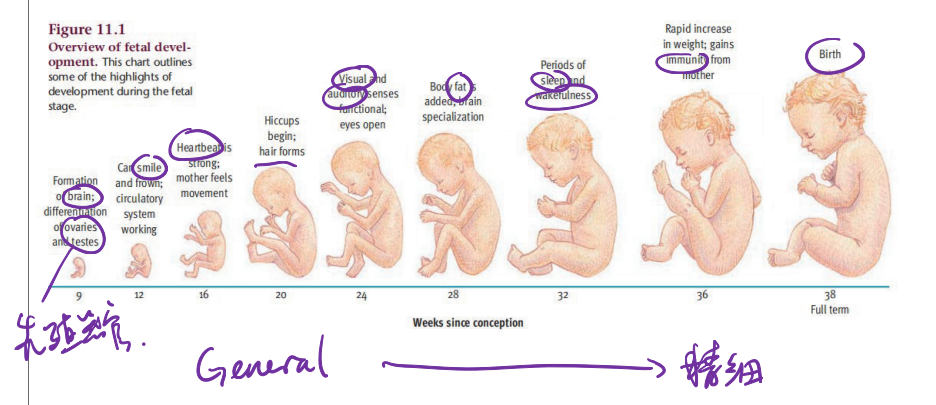 Figure 11.1
Overview of fetal devel-
opment. This chart outlines
some of the highlights of
development during the fetal
stage.
Formation
of brain;
differentiation
of ovaries
and testes
Can smile
and frown;
circulatory
system
working
Heartbeat is
strong;
mother feels
movement
Hiccups
begin;
hair forms
Visual and
auditory senses
functional;
eyes open
Body fat is
added; brain
specialization
Periods of
sleep and
wakefulness
Rapid increase
in weight; gains
immunity from
mother
Birth
9 12 16 20 24 28 32 36 38
Full term
Weeks since conception
General 精细